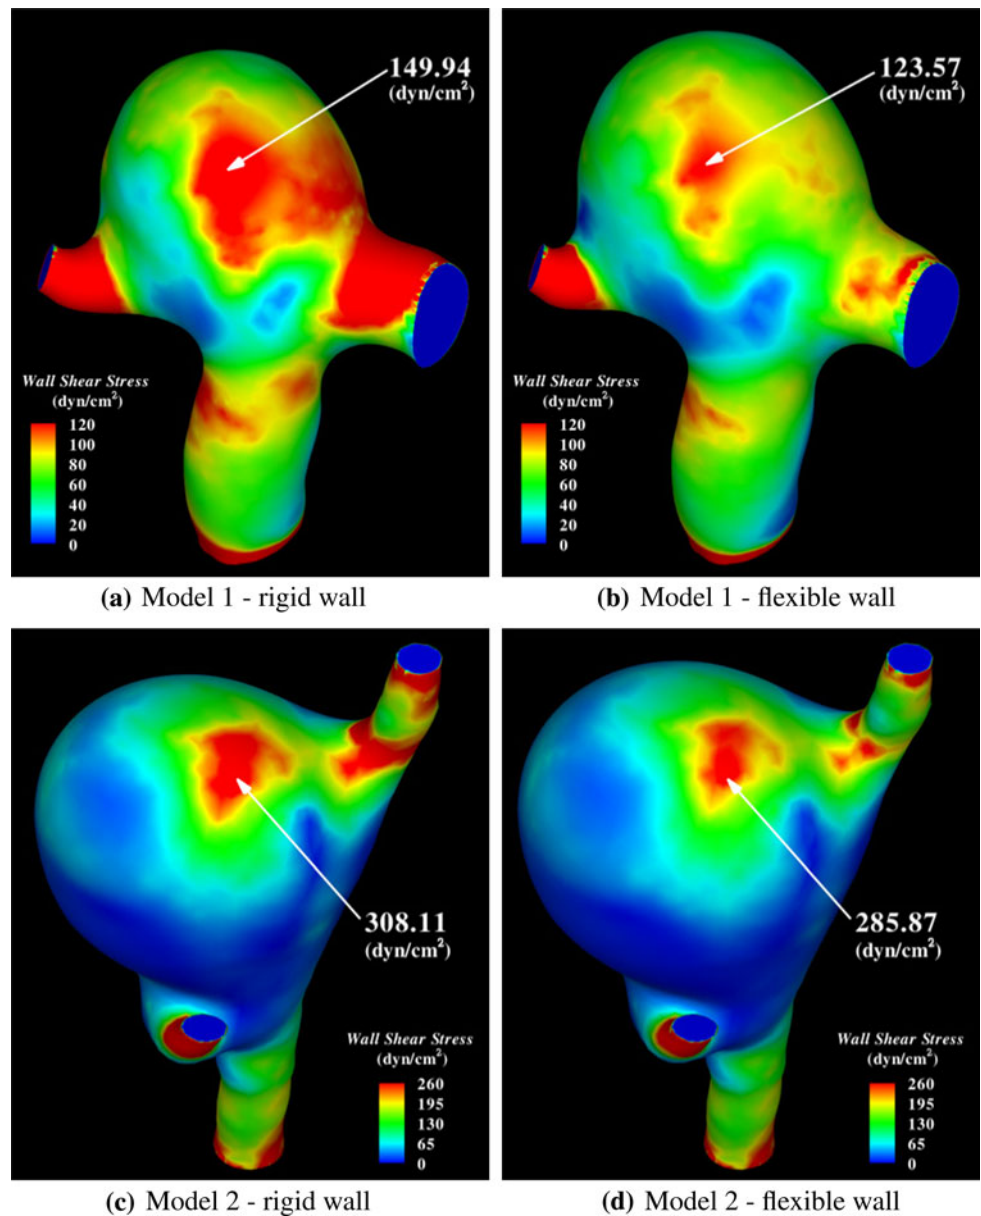 149.94
(dyn/cm²)
Wall Shear Stress
(dyn/cm²)
120
100
80
60
40
20
0
(a) Model 1 - rigid wall
123.57
(dyn/cm²)
Wall Shear Stress
(dyn/cm²)
120
100
80
60
40
20
0
(b) Model 1 - flexible wall
308.11
(dyn/cm²)
Wall Shear Stress
(dyn/cm²)
260
195
130
65
0
(c) Model 2 - rigid wall
285.87
(dyn/cm²)
Wall Shear Stress
(dyn/cm²)
260
195
130
65
0
(d) Model 2 - flexible wall